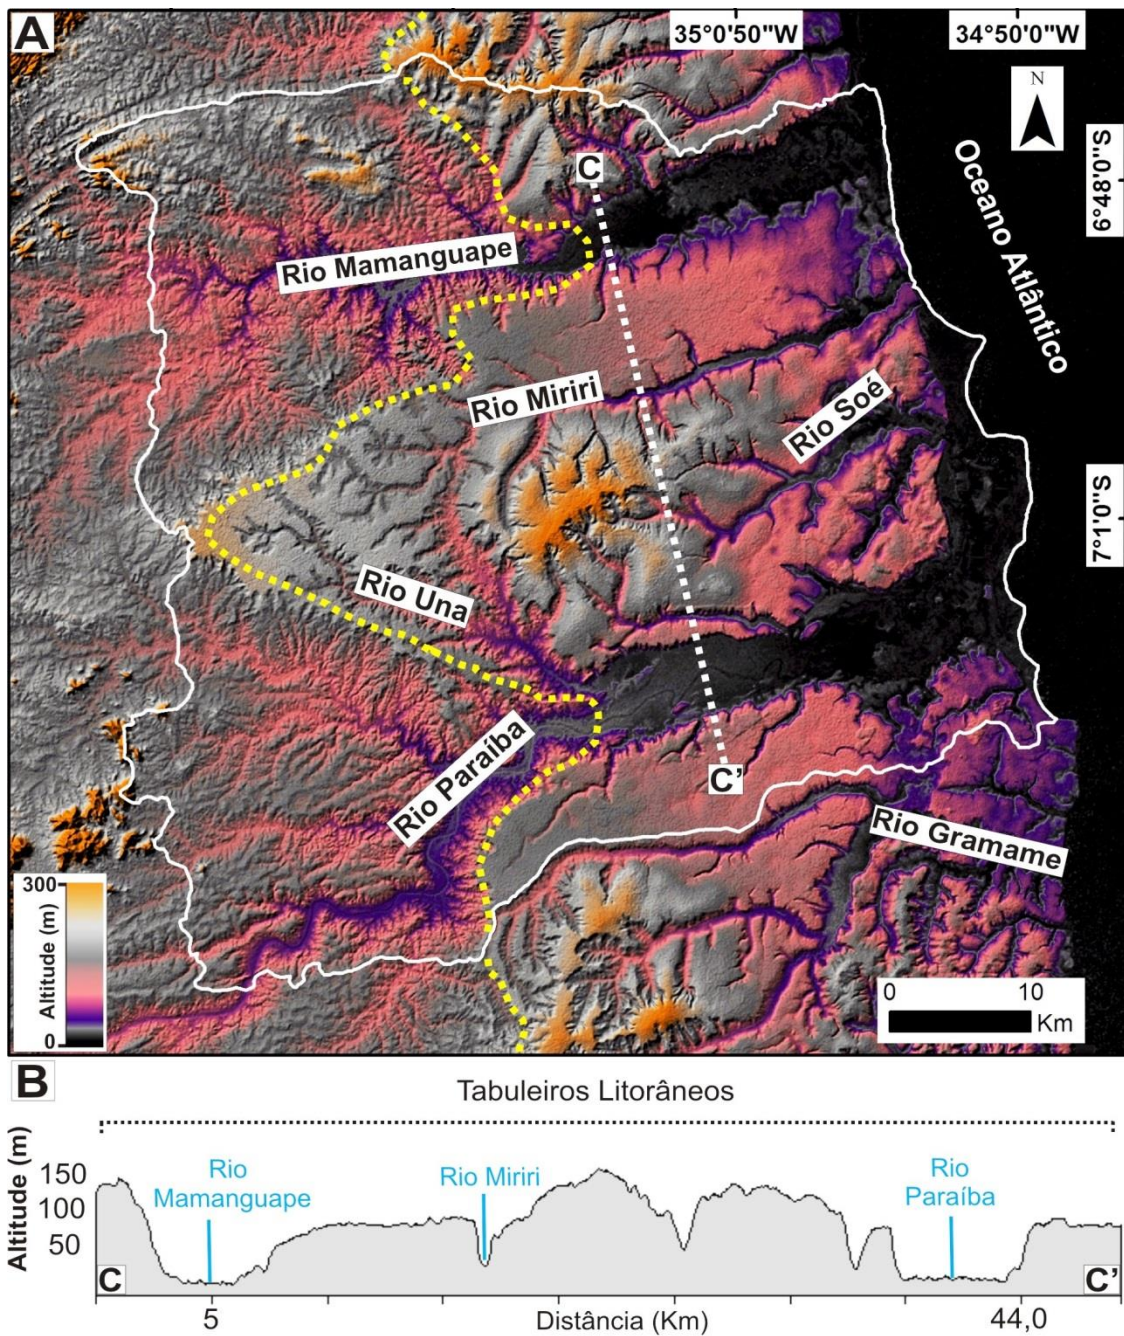 A
35°0'50"W
34°50'0"W
N
6°48'0"S
Oceano Atlântico
C
Rio Mamanguape
Rio Miriri
Rio Soé
7°1'0"S
Rio Una
Rio Paraíba
C'
Rio Gramame
300
Altitude (m)
0
0 10
Km
B
Tabuleiros Litorâneos
Altitude (m)
150
100
50
Rio
Mamanguape
Rio Miriri
Rio
Paraíba
C
C'
5
Distância (Km)
44,0